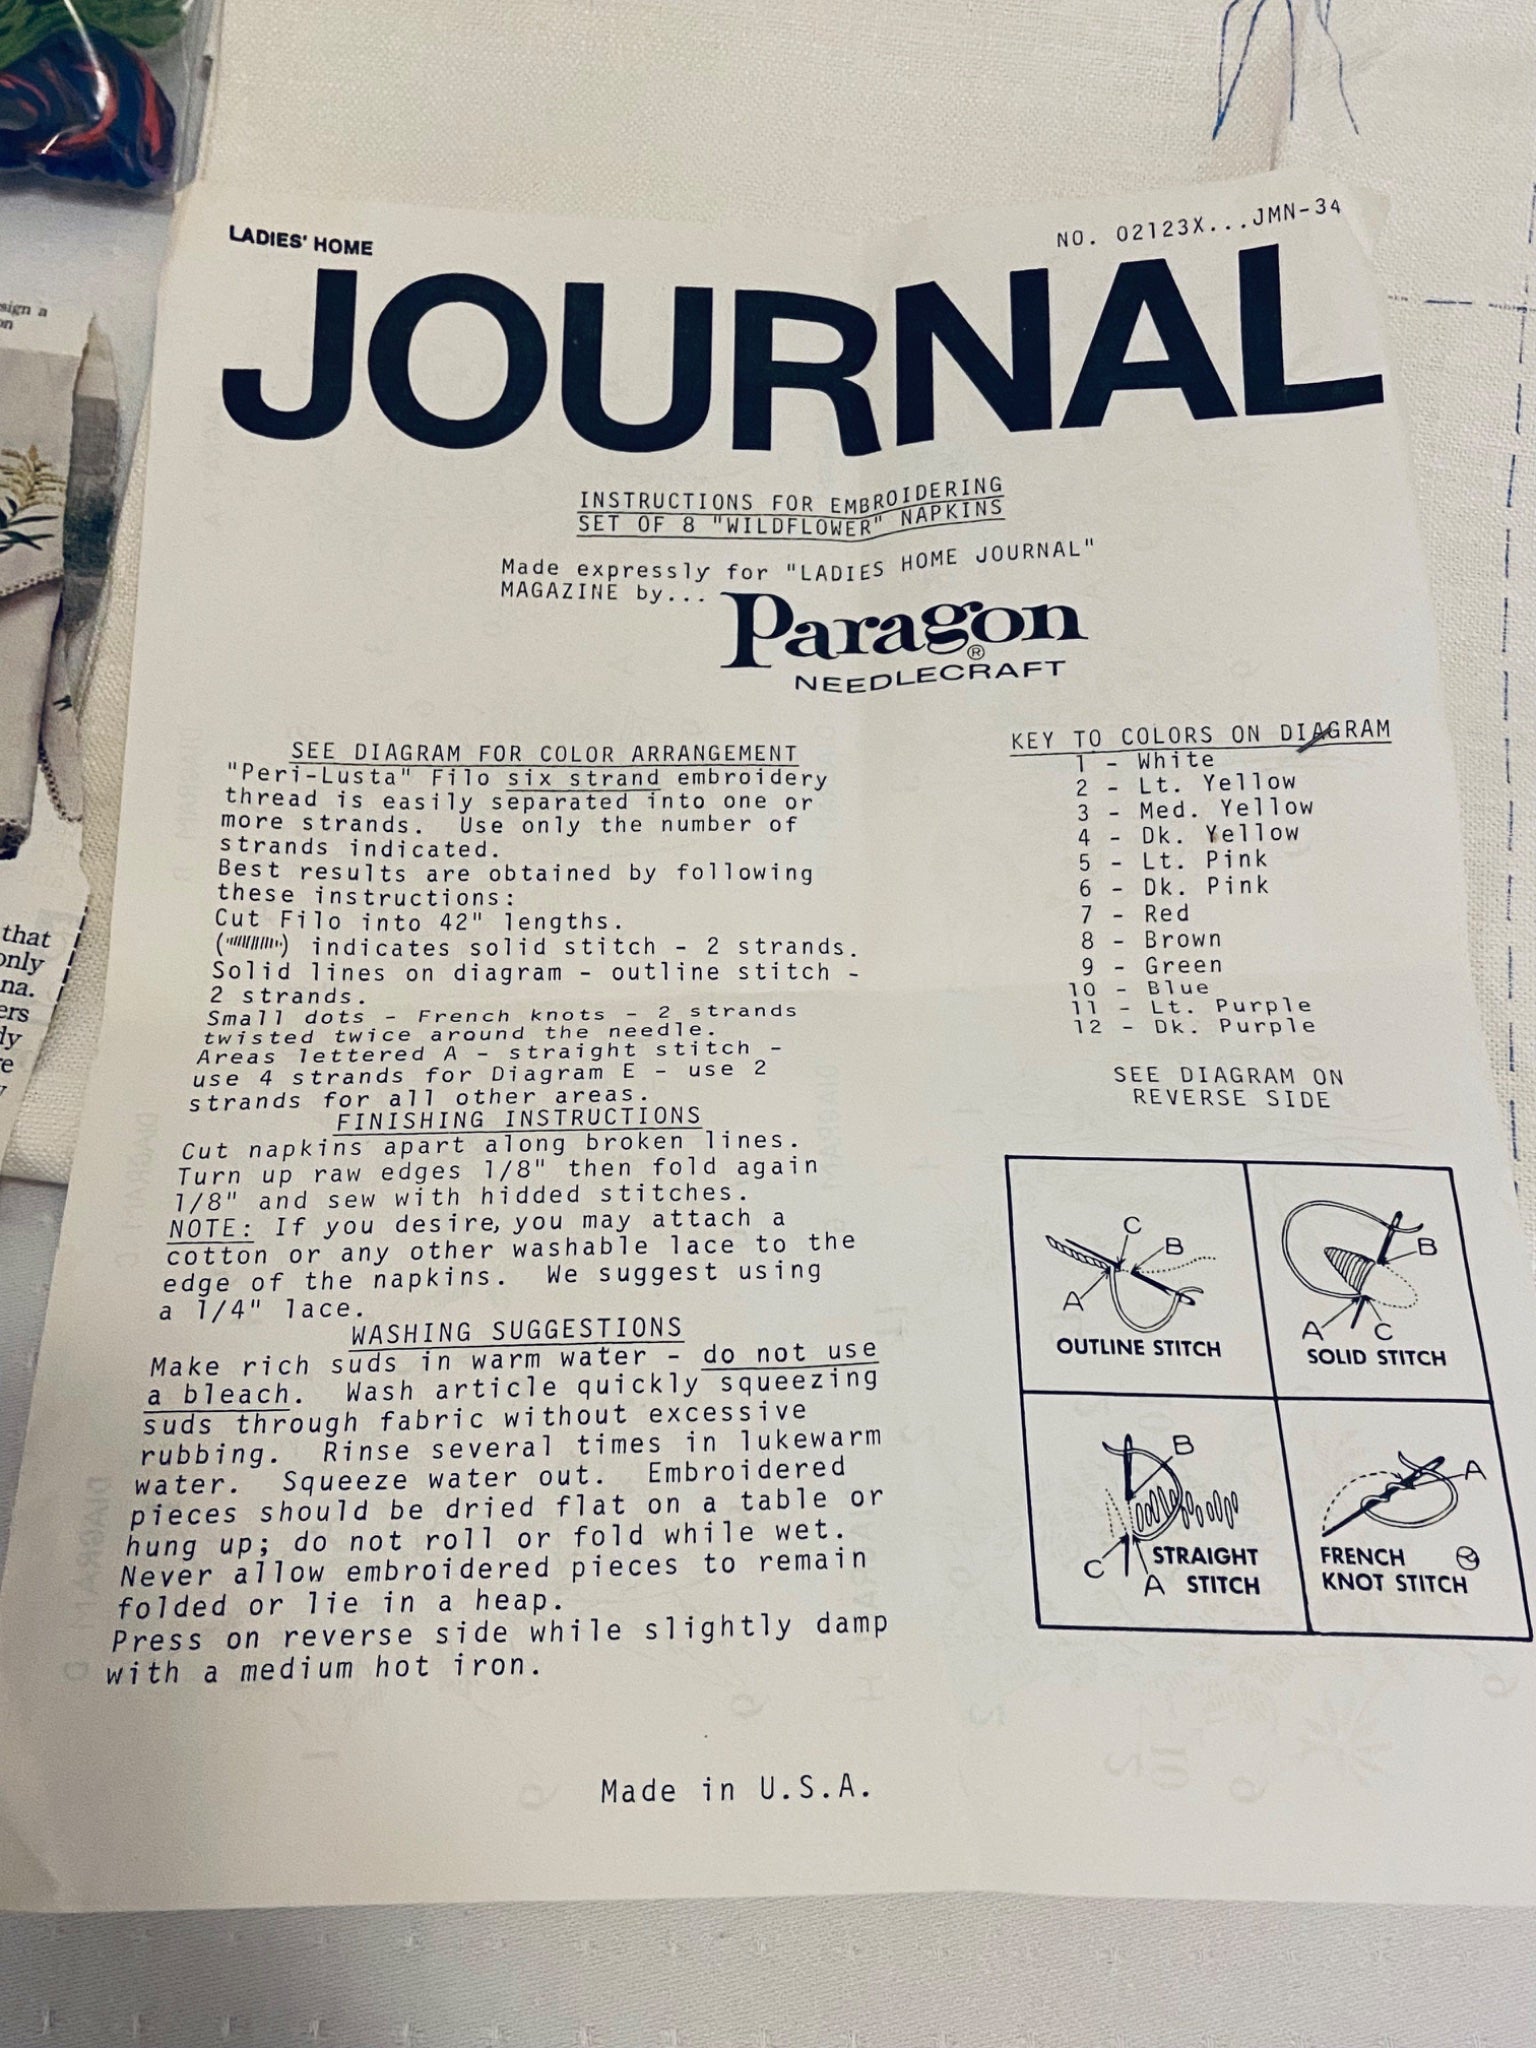 sign a
on
that
only
na.
ers
dy
e
y
LADIES' HOME
NO. 02123X...JMN-34
JOURNAL
INSTRUCTIONS FOR EMBROIDERING
SET OF 8 "WILDFLOWER" NAPKINS
Made expressly for "LADIES HOME JOURNAL"
MAGAZINE by...
Paragon
®
NEEDLECRAFT
SEE DIAGRAM FOR COLOR ARRANGEMENT
"Peri-Lusta" Filo six strand embroidery
thread is easily separated into one or
more strands. Use only the number of
strands indicated.
Best results are obtained by following
these instructions:
Cut Filo into 42" lengths.
( ) indicates solid stitch - 2 strands.
Solid lines on diagram - outline stitch -
2 strands.
Small dots - French knots - 2 strands
twisted twice around the needle.
Areas lettered A - straight stitch -
use 4 strands for Diagram E - use 2
strands for all other areas.
FINISHING INSTRUCTIONS
Cut napkins apart along broken lines.
Turn up raw edges 1/8" then fold again
1/8" and sew with hidded stitches.
NOTE: If you desire, you may attach a
cotton or any other washable lace to the
edge of the napkins. We suggest using
a 1/4" lace.
WASHING SUGGESTIONS
Make rich suds in warm water - do not use
a bleach. Wash article quickly squeezing
suds through fabric without excessive
rubbing. Rinse several times in lukewarm
water. Squeeze water out. Embroidered
pieces should be dried flat on a table or
hung up; do not roll or fold while wet.
Never allow embroidered pieces to remain
folded or lie in a heap.
Press on reverse side while slightly damp
with a medium hot iron.
KEY TO COLORS ON DIAGRAM
1 - White
2 - Lt. Yellow
3 - Med. Yellow
4 - Dk. Yellow
5 - Lt. Pink
6 - Dk. Pink
7 - Red
8 - Brown
9 - Green
10 - Blue
11 - Lt. Purple
12 - Dk. Purple
SEE DIAGRAM ON
REVERSE SIDE
C
B
A
OUTLINE STITCH
B
A
C
SOLID STITCH
B
C
A
STRAIGHT
STITCH
A
FRENCH
KNOT STITCH
Made in U.S.A.